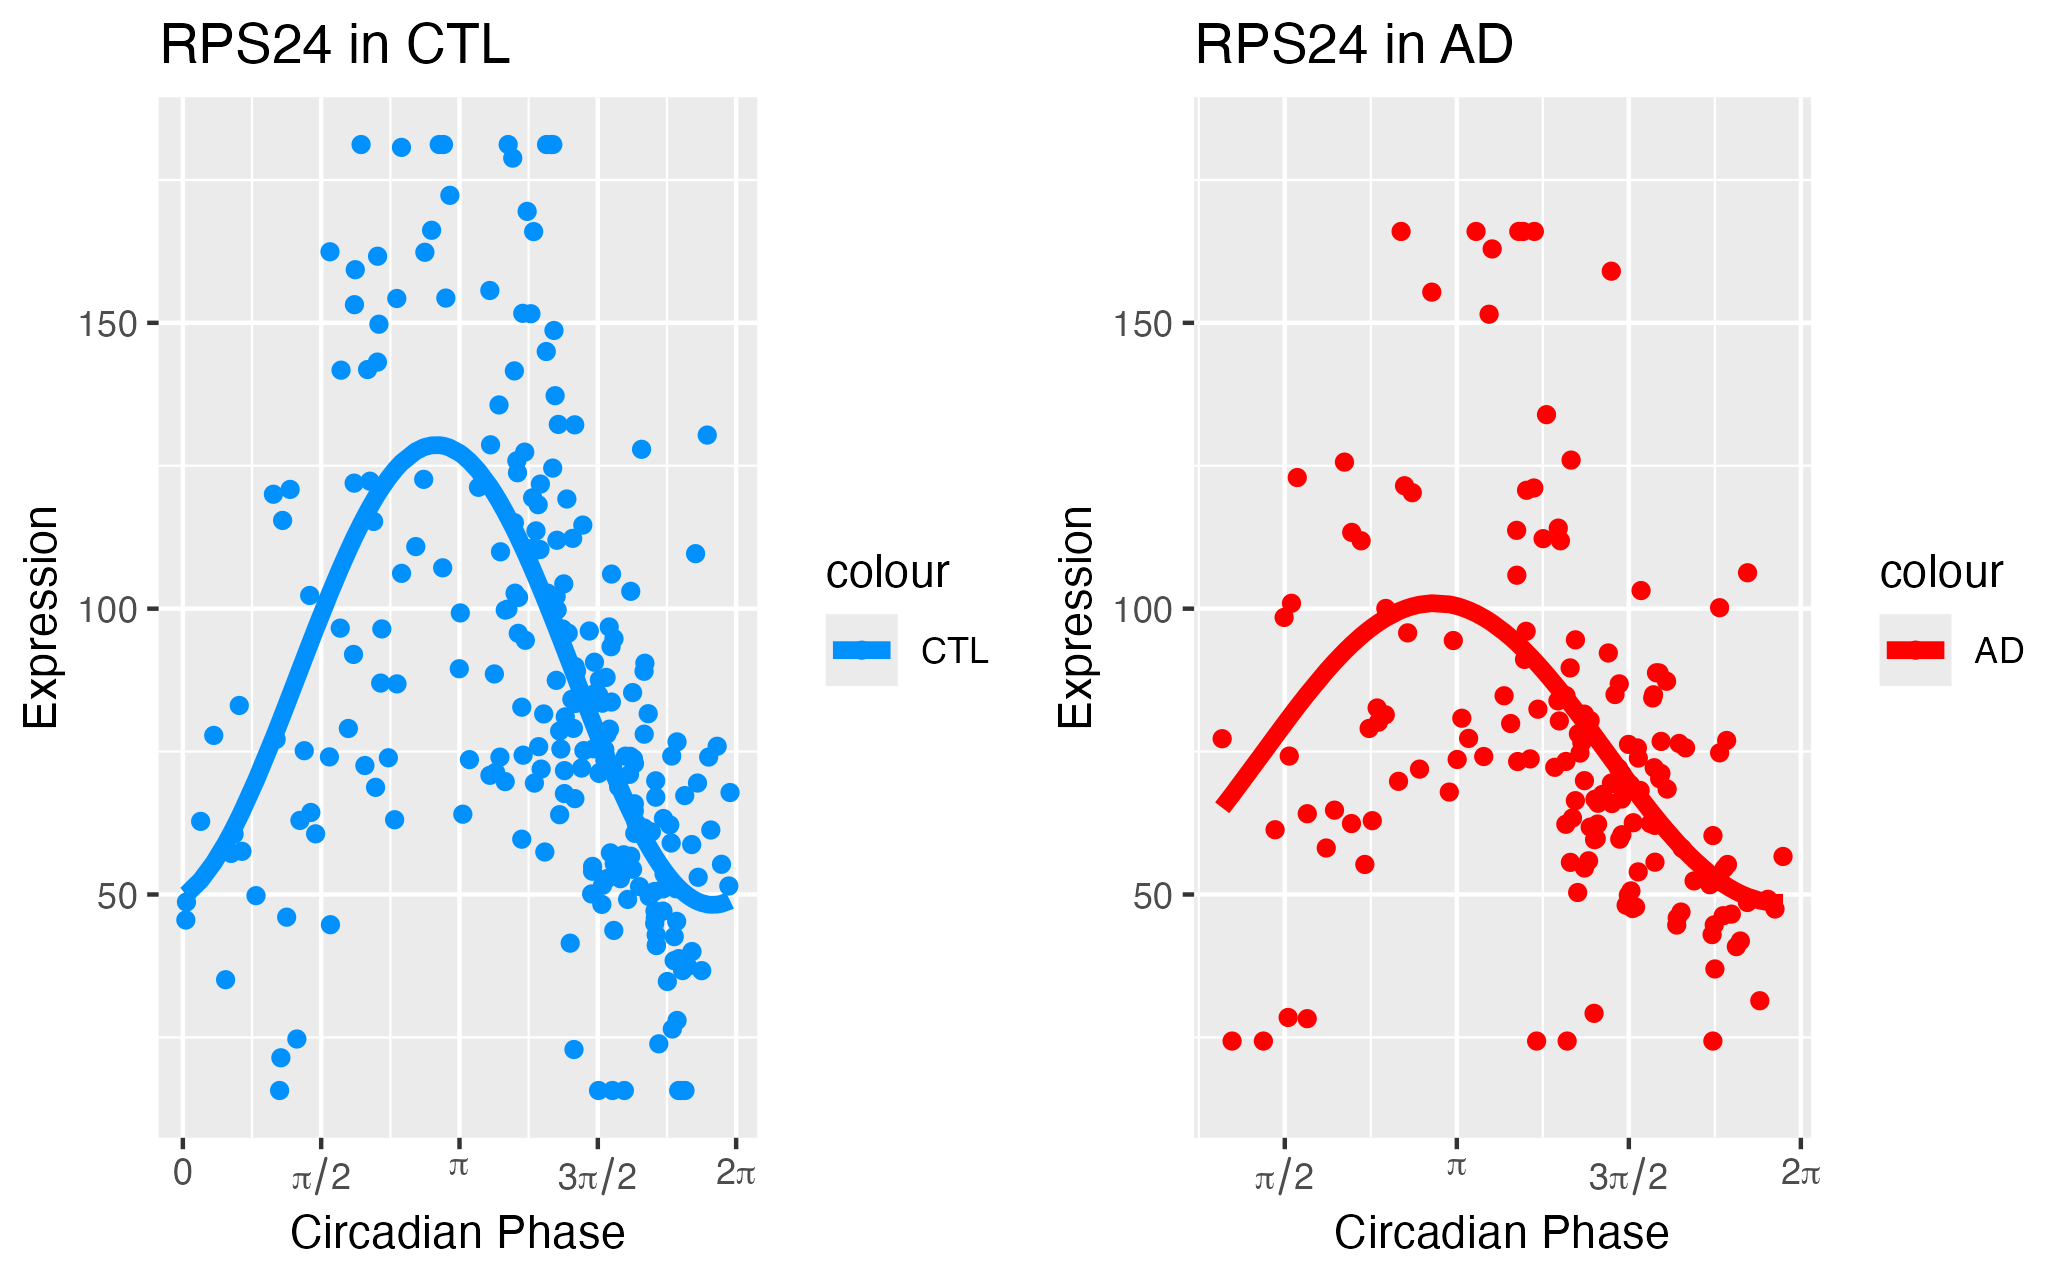 RPS24 in CTL
Expression
150
100
50
0
π/2
π
3π/2
2π
Circadian Phase
colour
CTL
RPS24 in AD
Expression
150
100
50
π/2
π
3π/2
2π
Circadian Phase
colour
AD